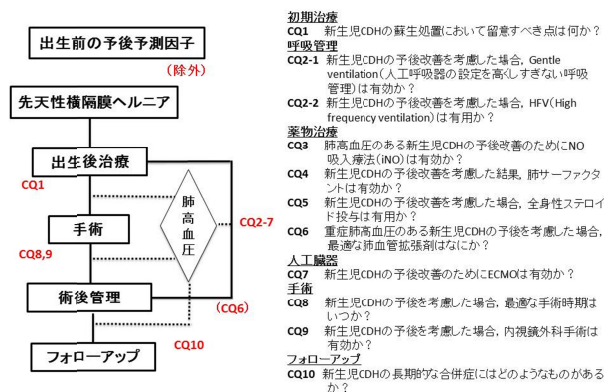 出生前の予後予測因子
(除外)
先天性横隔膜ヘルニア
出生後治療
CQ1
肺高血圧
CQ2-7
手術
CQ8,9
術後管理
(CQ6)
CQ10
フォローアップ
初期治療
CQ1 新生児CDHの蘇生処置において留意すべき点は何か?
呼吸管理
CQ2-1 新生児CDHの予後改善を考慮した場合, Gentle
ventilation(人工呼吸器の設定を高くしすぎない呼吸
管理)は有効か?
CQ2-2 新生児CDHの予後改善を考慮した場合, HFV(High
frequency ventilation)は有用か?
薬物治療
CQ3 肺高血圧のある新生児CDHの予後改善のためにNO
吸入療法(iNO)は有効か?
CQ4 新生児CDHの予後改善を考慮した結果, 肺サーファクタ
ントは有効か?
CQ5 新生児CDHの予後改善を考慮した場合, 全身性ステロイ
ド投与は有用か?
CQ6 重症肺高血圧のある新生児CDHの予後を考慮した場合,
最適な肺血管拡張剤はなにか?
人工臓器
CQ7 新生児CDHの予後改善のためにECMOは有効か?
手術
CQ8 新生児CDHの予後を考慮した場合, 最適な手術時期は
いつか?
CQ9 新生児CDHの予後を考慮した場合, 内視鏡外科手術は
有効か?
フォローアップ
CQ10 新生児CDHの長期的な合併症にはどのようなものがある
か?